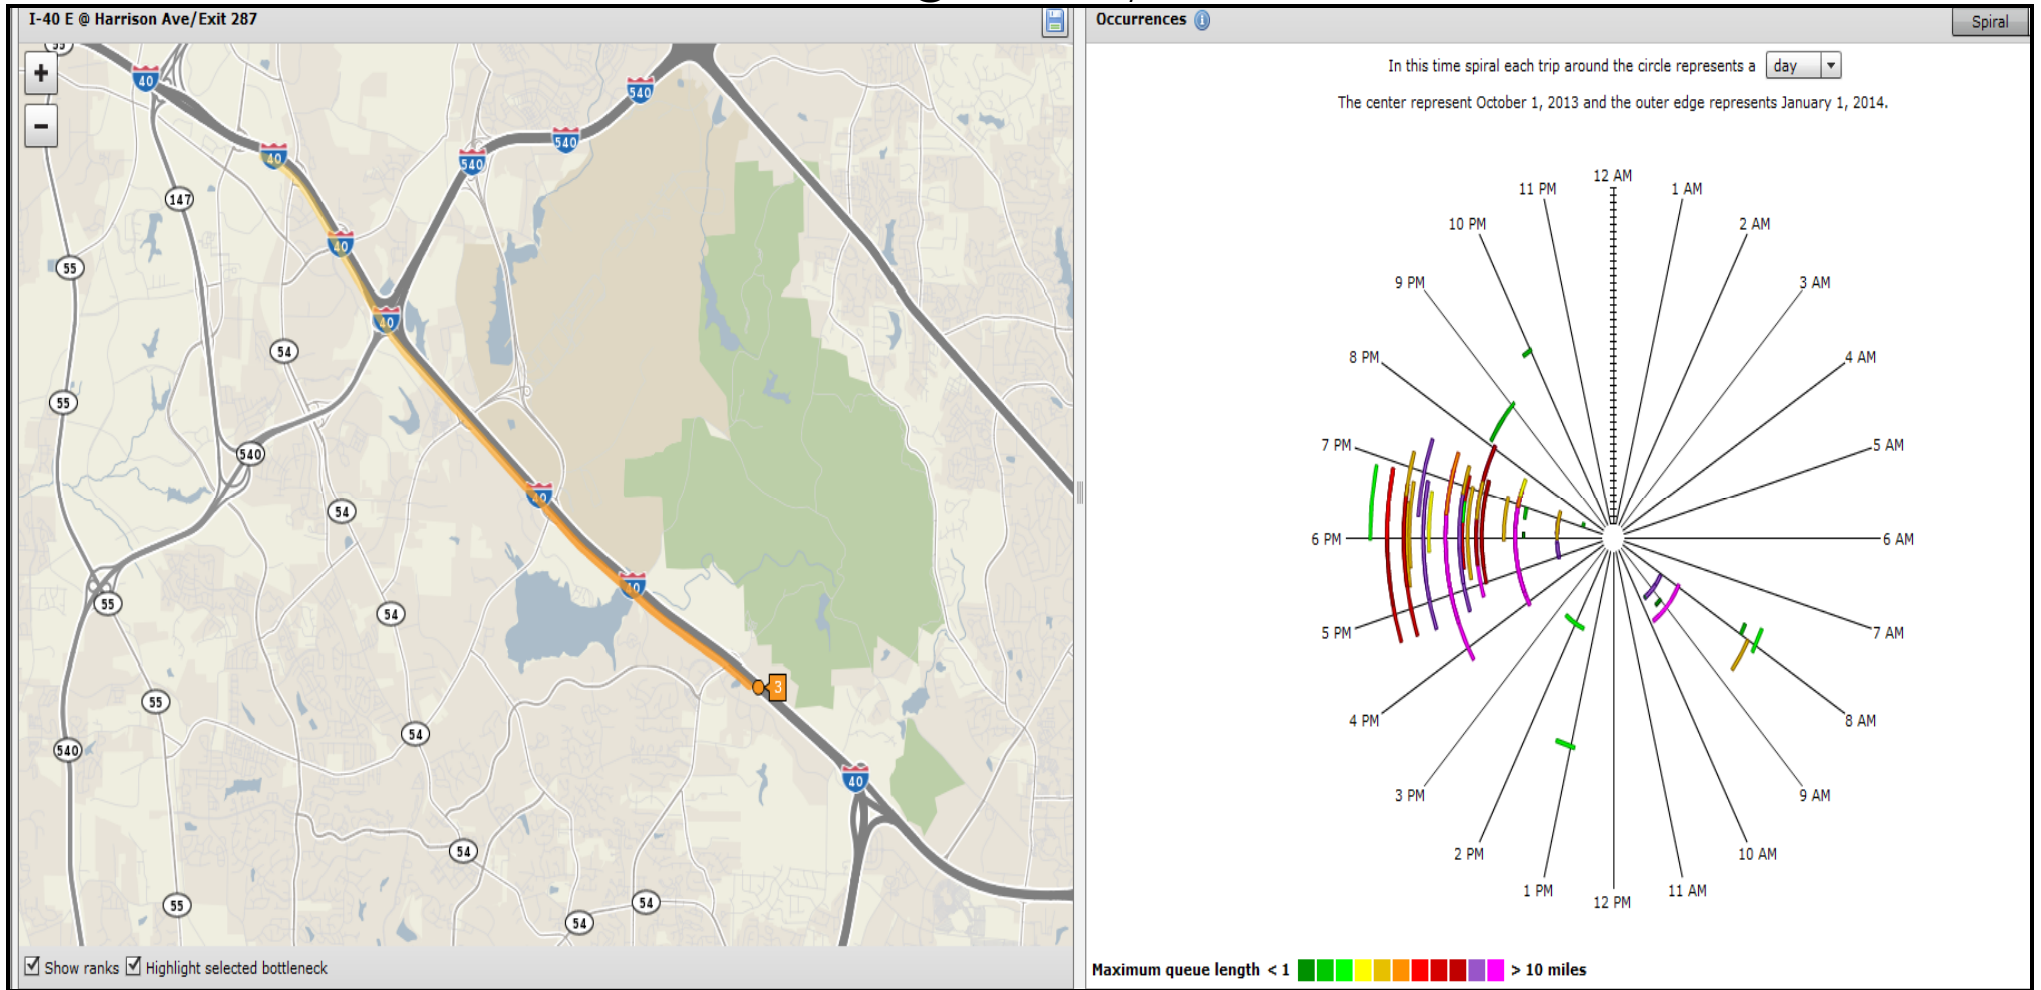 I-40 E @ Harrison Ave/Exit 287
Occurrences
Spiral
In this time spiral each trip around the circle represents a day
The center represent October 1, 2013 and the outer edge represents January 1, 2014.
+
-
55
40
540
40
540
540
147
40
55
40
54
55
540
54
40
40
55
54
3
55
54
540
40
54
55
54
54
12 AM
1 AM
2 AM
3 AM
4 AM
5 AM
6 AM
7 AM
8 AM
9 AM
10 AM
11 AM
12 PM
1 PM
2 PM
3 PM
4 PM
5 PM
6 PM
7 PM
8 PM
9 PM
10 PM
11 PM
Show ranks
Highlight selected bottleneck
Maximum queue length < 1
> 10 miles